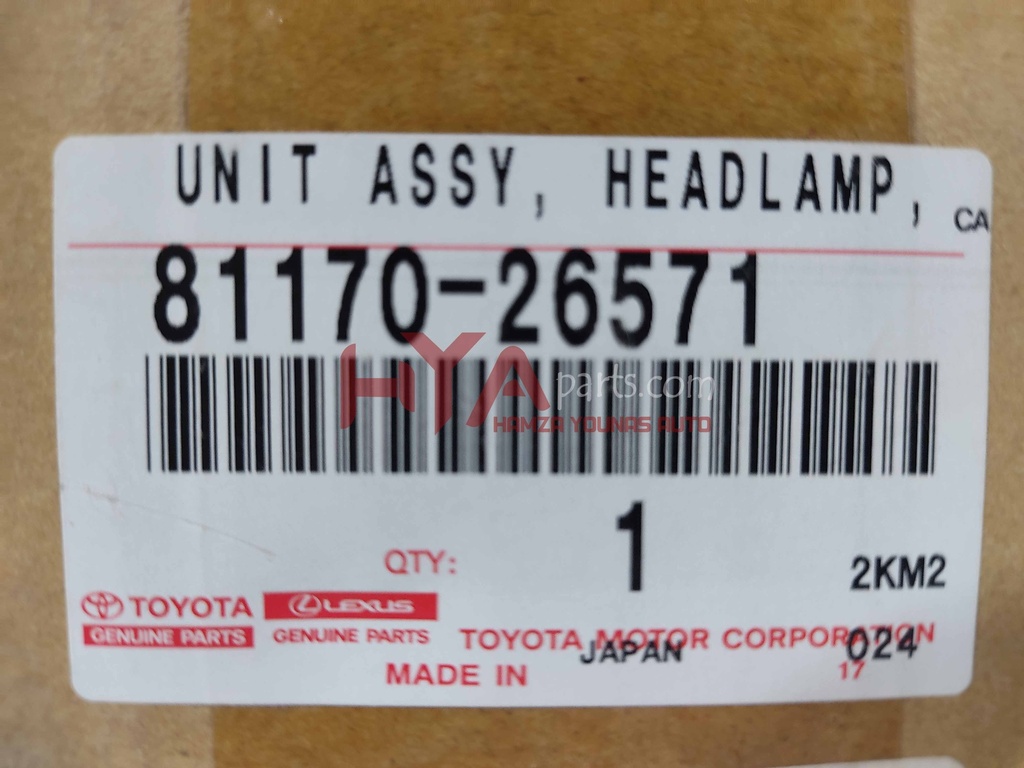 UNIT ASSY, HEADLAMP, CA
81170-26571
HYA parts.com
HAMZA YOUNAS AUTO
1
QTY:
2KM2
TOYOTA LEXUS
GENUINE PARTS GENUINE PARTS TOYOTA MOTOR CORPORATION
JAPAN 024
MADE IN 17